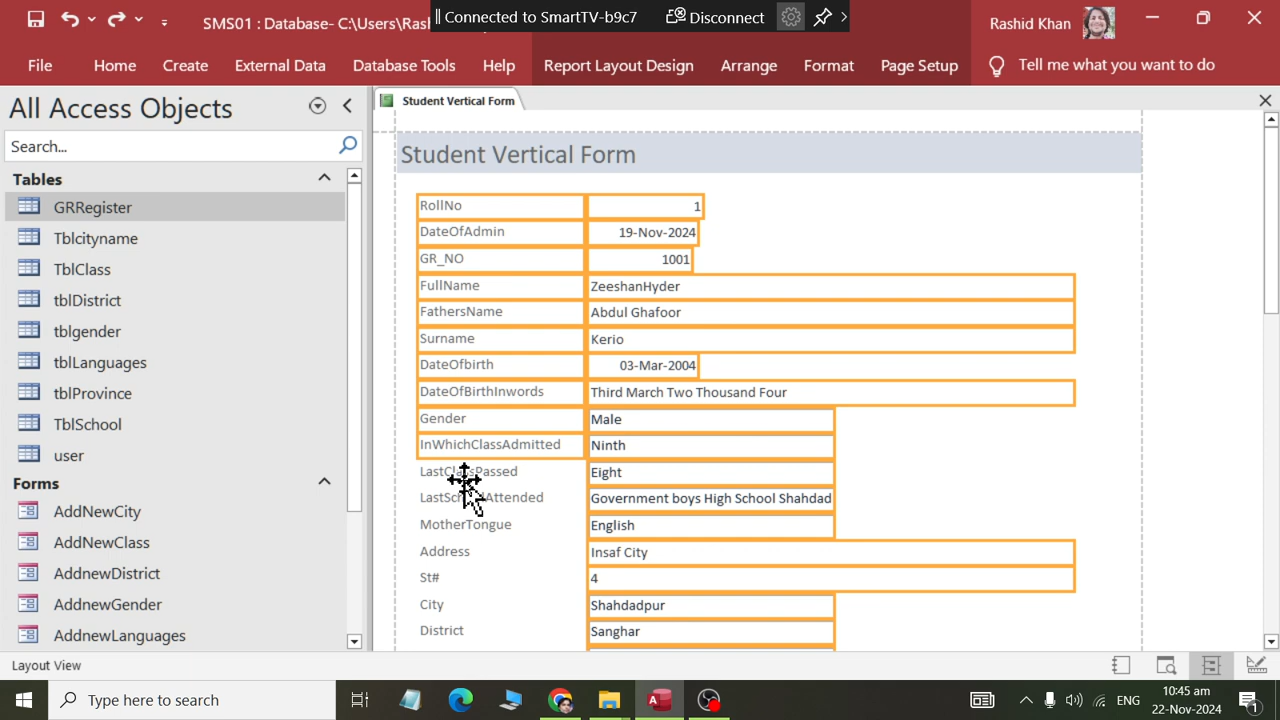 SMS01 : Database- C:\Users\Ras
Connected to SmartTV-b9c7
Disconnect
Rashid Khan
File
Home
Create
External Data
Database Tools
Help
Report Layout Design
Arrange
Format
Page Setup
Tell me what you want to do
All Access Objects
Search...
Tables
GRRegister
Tblcityname
TblClass
tblDistrict
tblgender
tblLanguages
tblProvince
TblSchool
user
Forms
AddNewCity
AddNewClass
AddnewDistrict
AddnewGender
AddnewLanguages
Student Vertical Form
Student Vertical Form
RollNo 1
DateOfAdmin 19-Nov-2024
GR_NO 1001
FullName ZeeshanHyder
FathersName Abdul Ghafoor
Surname Kerio
DateOfbirth 03-Mar-2004
DateOfBirthInwords Third March Two Thousand Four
Gender Male
InWhichClassAdmitted Ninth
LastClassPassed Eight
LastSchoolAttended Government boys High School Shahdad
MotherTongue English
Address Insaf City
St# 4
City Shahdadpur
District Sanghar
Layout View
Type here to search
ENG
10:45 am
22-Nov-2024
1